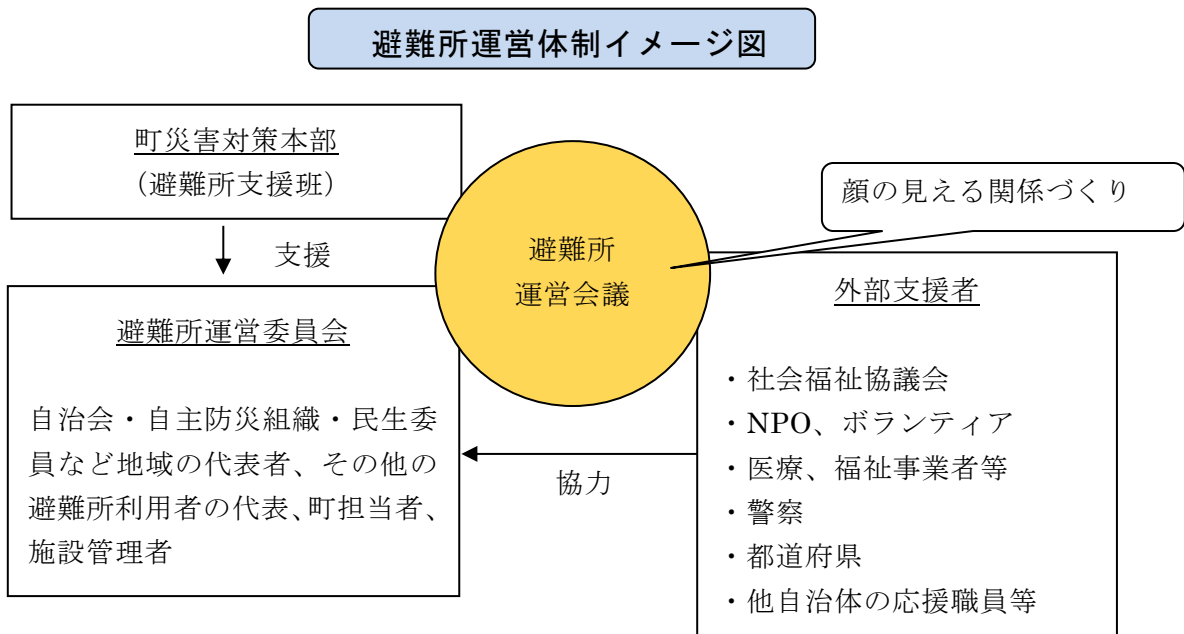 避難所運営体制イメージ図
町災害対策本部
（避難所支援班）
支援
避難所
運営会議
顔の見える関係づくり
避難所運営委員会
自治会・自主防災組織・民生委
員など地域の代表者、その他の
避難所利用者の代表、町担当者、
施設管理者
協力
外部支援者
・社会福祉協議会
・NPO、ボランティア
・医療、福祉事業者等
・警察
・都道府県
・他自治体の応援職員等